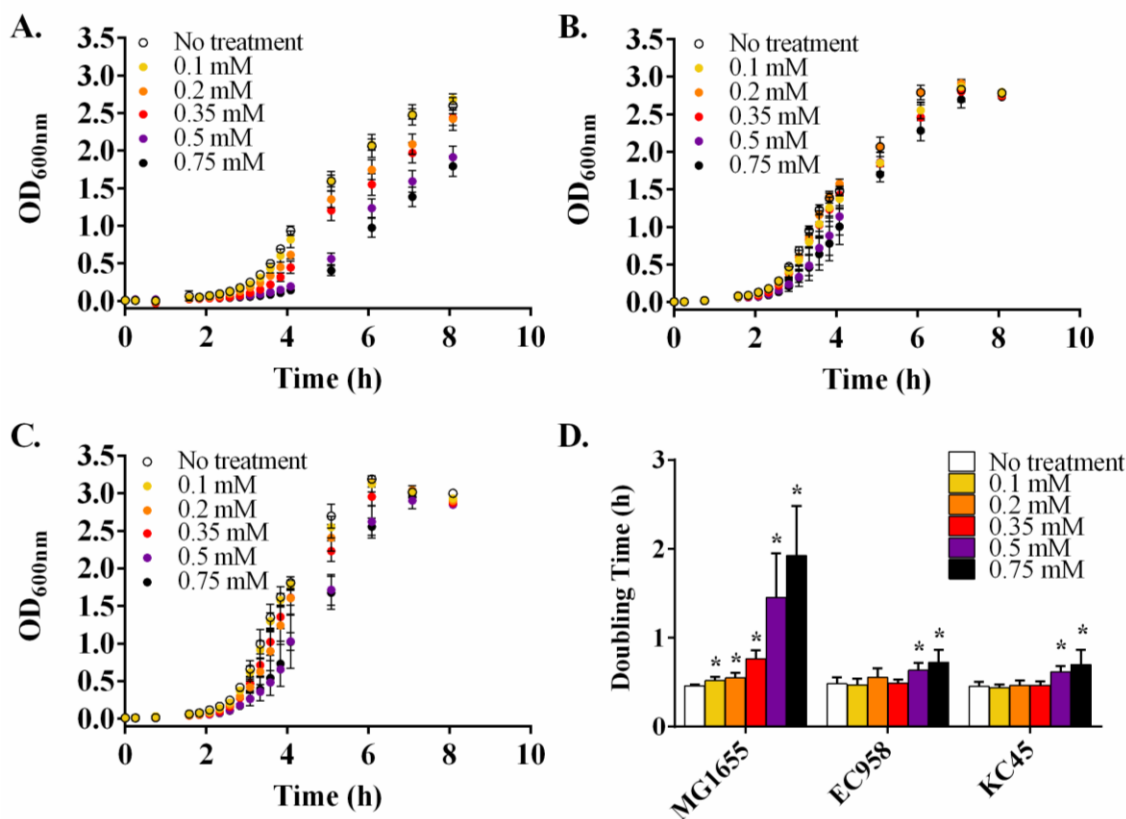 A.
3.5
3.0
2.5
2.0
1.5
1.0
0.5
0.0
OD600nm
No treatment
0.1 mM
0.2 mM
0.35 mM
0.5 mM
0.75 mM
0 2 4 6 8 10
Time (h)
B.
3.5
3.0
2.5
2.0
1.5
1.0
0.5
0.0
OD600nm
No treatment
0.1 mM
0.2 mM
0.35 mM
0.5 mM
0.75 mM
0 2 4 6 8 10
Time (h)
C.
3.5
3.0
2.5
2.0
1.5
1.0
0.5
0.0
OD600nm
No treatment
0.1 mM
0.2 mM
0.35 mM
0.5 mM
0.75 mM
0 2 4 6 8 10
Time (h)
D.
3
2
1
0
Doubling Time (h)
No treatment
0.1 mM
0.2 mM
0.35 mM
0.5 mM
0.75 mM
* * * * *
* *
* *
MG1655
EC958
KC45